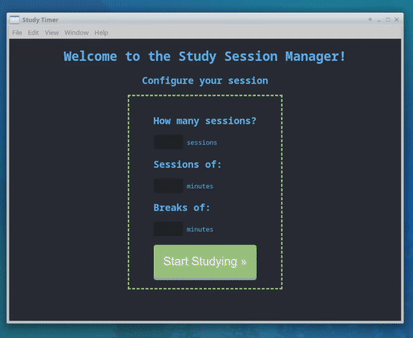 Study Timer
File Edit View Window Help
Welcome to the Study Session Manager!
Configure your session
How many sessions?
sessions
Sessions of:
minutes
Breaks of:
minutes
Start Studying »